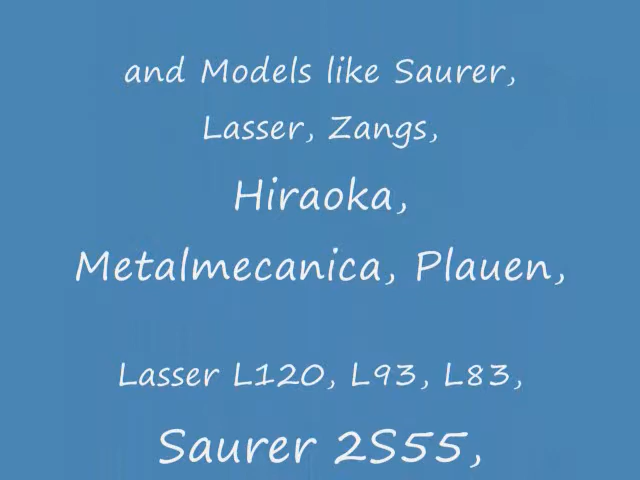 and Models like Saurer,
Lasser, Zangs,
Hiraoka,
Metalmecanica, Plauen,
Lasser L120, L93, L83,
Saurer 2S55,